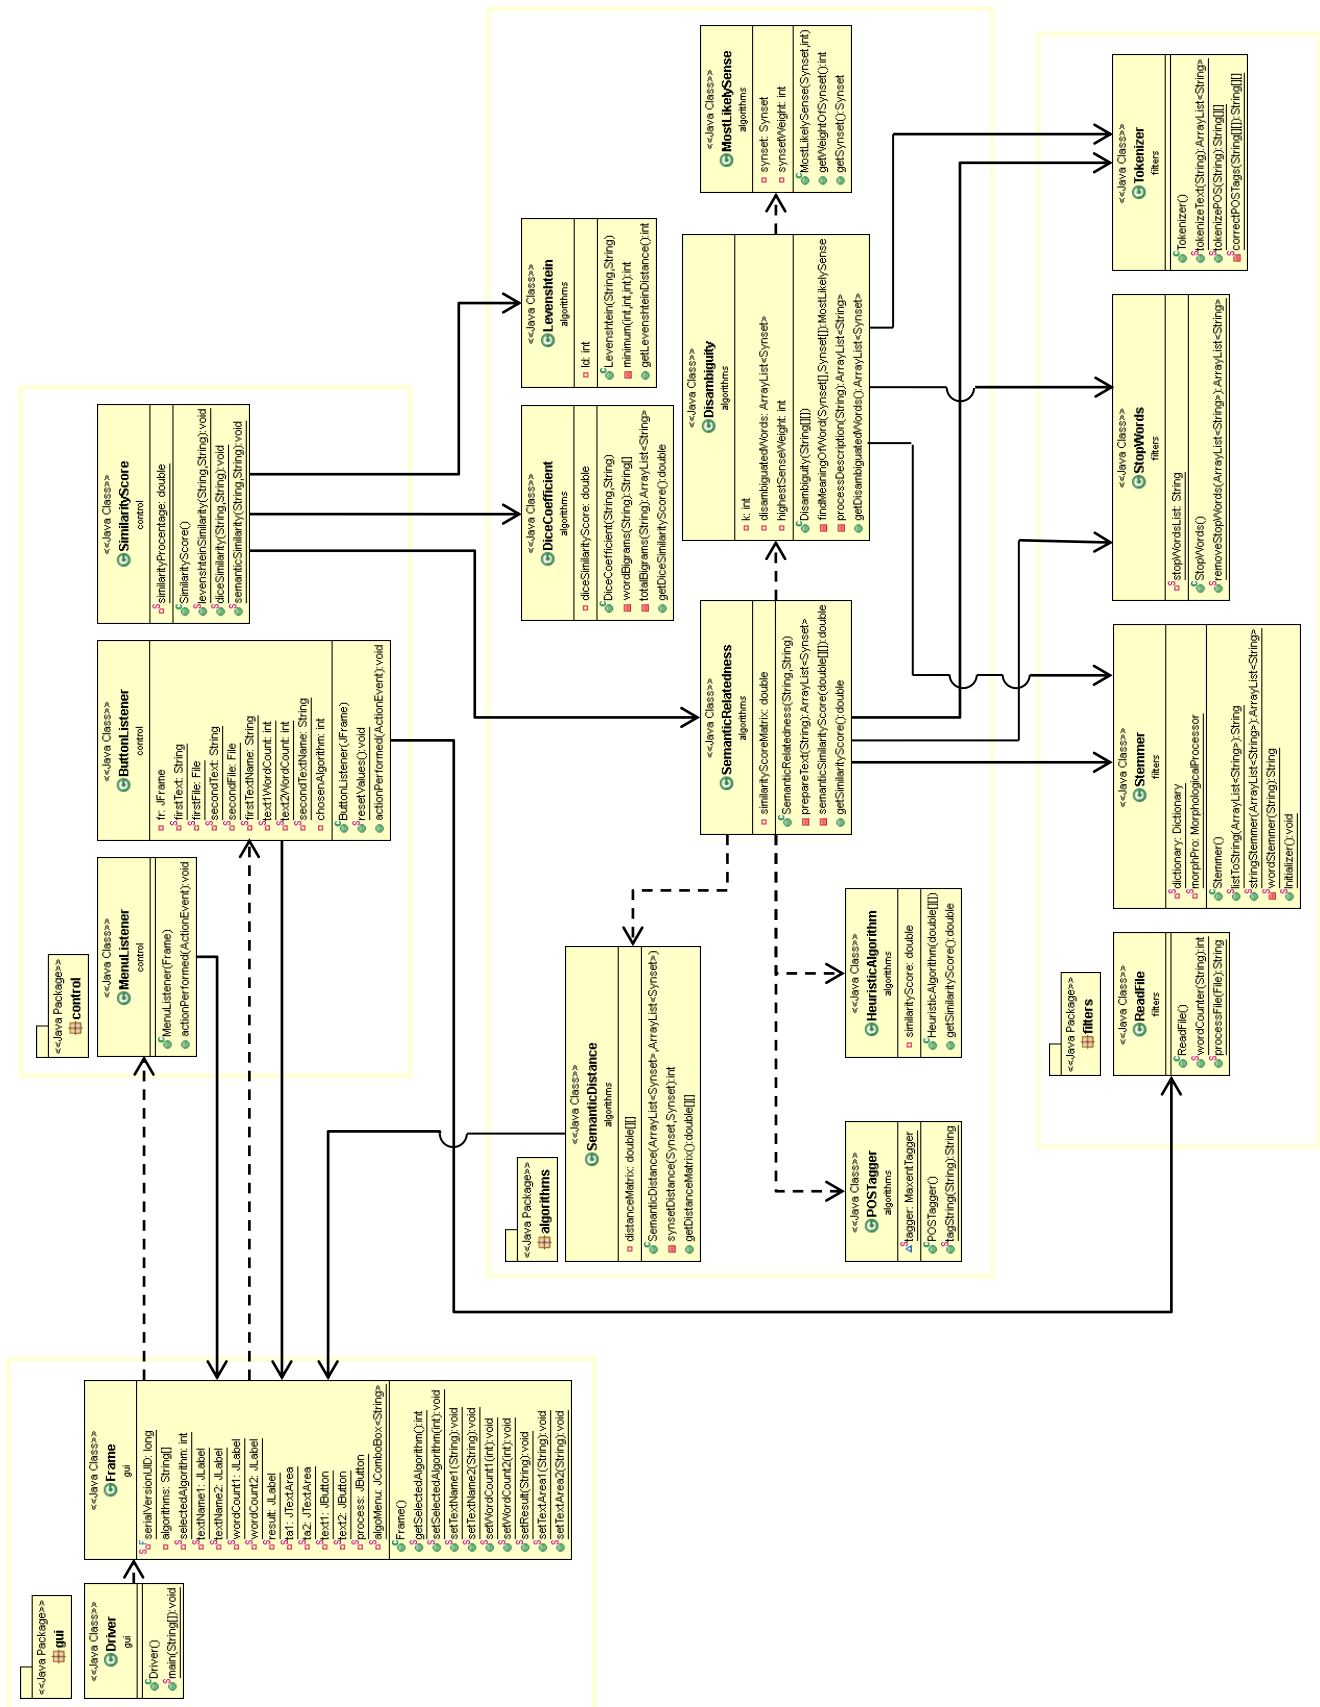 <<Java Package>>
gui
<<Java Class>>
Driver
gui
Driver()
main(String[]):void
<<Java Class>>
Frame
gui
serialVersionUID: long
algorithms: String[]
selectedAlgorithm: int
textName1: JLabel
textName2: JLabel
wordCount1: JLabel
wordCount2: JLabel
result: JLabel
ta1: JTextArea
ta2: JTextArea
text1: JButton
text2: JButton
process: JButton
algoMenu: JComboBox<String>
Frame()
getSelectedAlgorithm():int
setSelectedAlgorithm(int):void
setTextName1(String):void
setTextName2(String):void
setWordCount1(int):void
setWordCount2(int):void
setResult(String):void
setTextArea1(String):void
setTextArea2(String):void
<<Java Package>>
control
<<Java Class>>
MenuListener
control
MenuListener(Frame)
actionPerformed(ActionEvent):void
<<Java Class>>
ButtonListener
control
fr: JFrame
firstText: String
firstFile: File
secondText: String
secondFile: File
firstTextName: String
text1WordCount: int
text2WordCount: int
secondTextName: String
chosenAlgorithm: int
ButtonListener(JFrame)
resetValues():void
actionPerformed(ActionEvent):void
<<Java Class>>
SimilarityScore
control
similarityProcentage: double
SimilarityScore()
levenshteinSimilarity(String,String):void
diceSimilarity(String,String):void
semanticSimilarity(String,String):void
<<Java Package>>
algorithms
<<Java Class>>
SemanticDistance
algorithms
distanceMatrix: double[][]
SemanticDistance(ArrayList<Synset>,ArrayList<Synset>)
synsetDistance(Synset,Synset):int
getDistanceMatrix():double[][]
<<Java Class>>
DiceCoefficient
algorithms
diceSimilarityScore: double
DiceCoefficient(String,String)
wordBigrams(String):String[]
totalBigrams(String):ArrayList<String>
getDiceSimilarityScore():double
<<Java Class>>
Levenshtein
algorithms
ld: int
Levenshtein(String,String)
minimum(int,int,int):int
getLevenshteinDistance():int
<<Java Class>>
SemanticRelatedness
algorithms
similarityScoreMatrix: double
SemanticRelatedness(String,String)
prepareText(String):ArrayList<Synset>
semanticSimilarityScore(double[][]):double
getSimilarityScore():double
<<Java Class>>
Disambiguity
algorithms
k: int
disambiguatedWords: ArrayList<Synset>
highestSenseWeight: int
Disambiguity(String[][])
findMeaningOfWord(Synset[],Synset[]):MostLikelySense
processDescription(String):ArrayList<String>
getDisambiguatedWords():ArrayList<Synset>
<<Java Class>>
MostLikelySense
algorithms
synset: Synset
synsetWeight: int
MostLikelySense(Synset,int)
getWeightOfSynset():int
getSynset():Synset
<<Java Class>>
POSTagger
algorithms
tagger: MaxentTagger
POSTagger()
tagString(String):String
<<Java Class>>
HeuristicAlgorithm
algorithms
similarityScore: double
HeuristicAlgorithm(double[][])
getSimilarityScore():double
<<Java Package>>
filters
<<Java Class>>
ReadFile
filters
ReadFile()
wordCounter(String):int
processFile(File):String
<<Java Class>>
Stemmer
filters
dictionary: Dictionary
morphPro: MorphologicalProcessor
Stemmer()
listToString(ArrayList<String>):String
stringStemmer(ArrayList<String>):ArrayList<String>
wordStemmer(String):String
initializer():void
<<Java Class>>
StopWords
filters
stopWordsList: String
StopWords()
removeStopWords(ArrayList<String>):ArrayList<String>
<<Java Class>>
Tokenizer
filters
Tokenizer()
tokenizeText(String):ArrayList<String>
tokenizePOS(String):String[][]
correctPOSTags(String[][]):String[][]